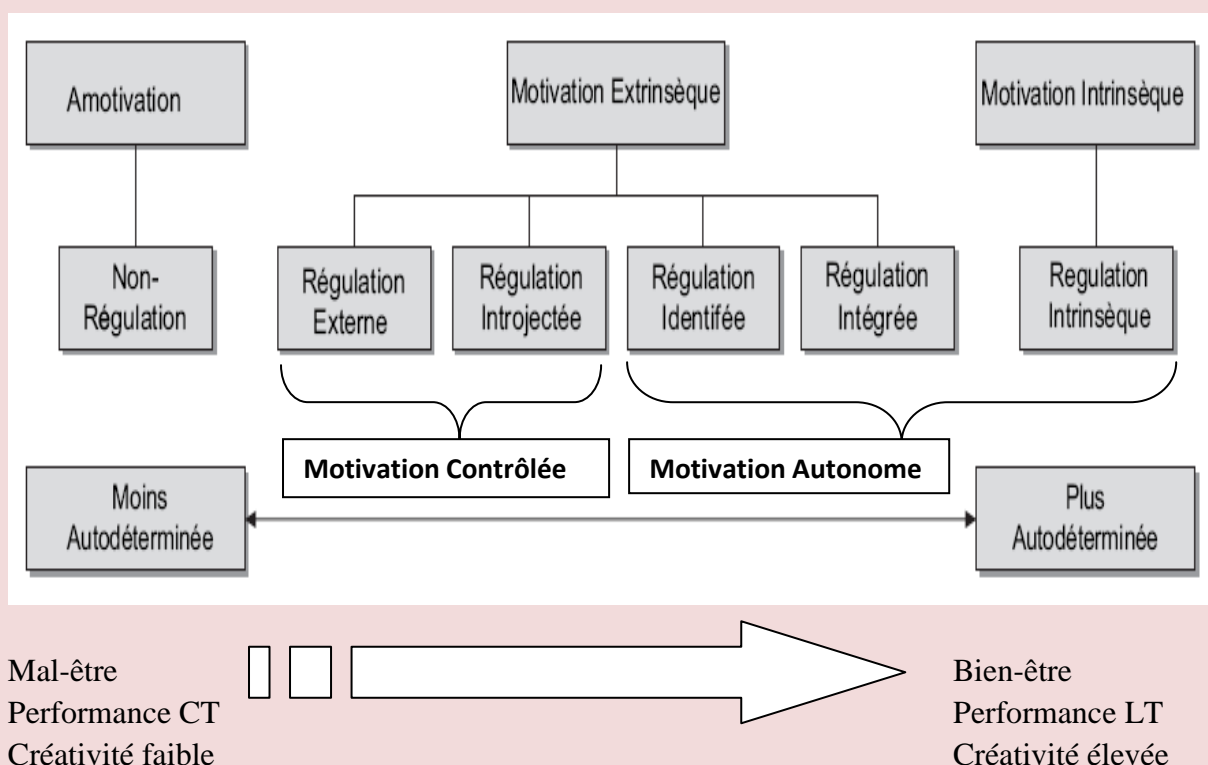 Amotivation
Motivation Extrinsèque
Motivation Intrinsèque
Non-
Régulation
Régulation
Externe
Régulation
Introjectée
Régulation
Identifée
Régulation
Intégrée
Regulation
Intrinsèque
Motivation Contrôlée
Motivation Autonome
Moins
Autodéterminée
Plus
Autodéterminée
Mal-être
Performance CT
Créativité faible
Bien-être
Performance LT
Créativité élevée